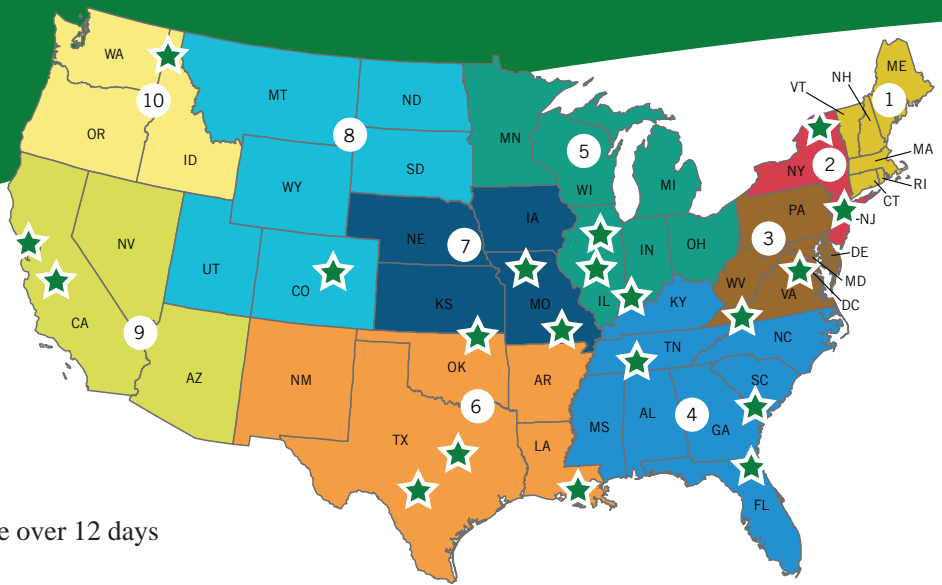 WA
MT
ND
MN
ME
NH
VT
10
1
OR
8
MA
ID
SD
5
WI
MI
NY
2
RI
CT
WY
IA
PA
-NJ
NE
7
3
NV
UT
CO
IN
OH
DE
WV
MD
KS
MO
IL
KY
VA
DC
CA
9
NC
TN
AZ
NM
OK
AR
SC
6
MS
AL
4
GA
TX
LA
FL
e over 12 days